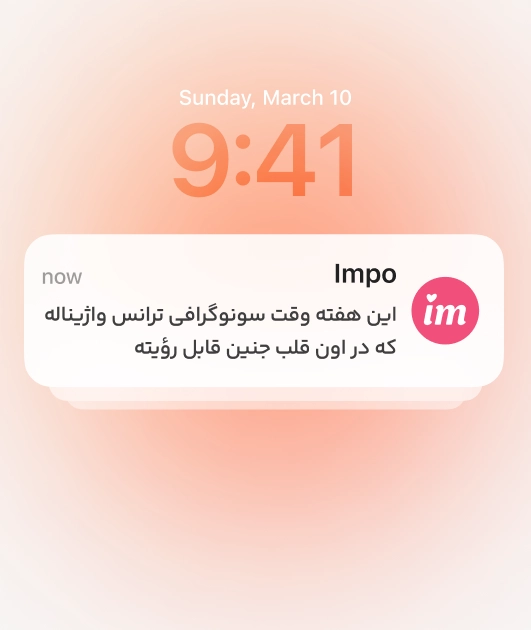 Sunday, March 10
9:41
Impo
now
این هفته وقت سونوگرافی ترانس واژیناله
که در اون قلب جنین قابل رؤیته
im